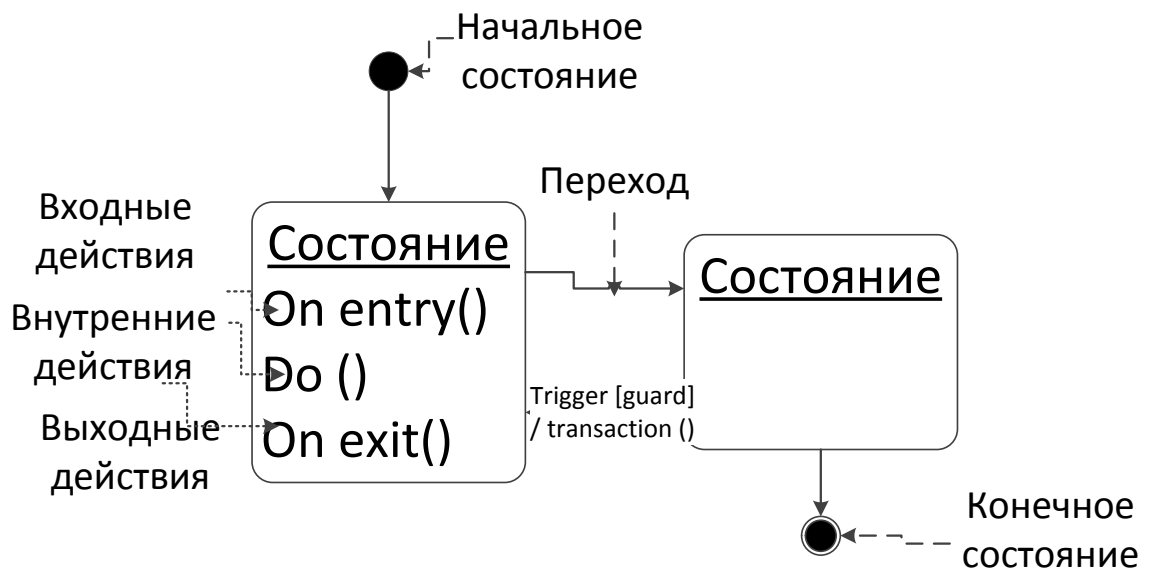 Начальное
состояние
Переход
Входные
действия
Состояние
On entry()
Внутренние
действия
Do ()
Выходные
действия
On exit()
Состояние
Trigger [guard]
/ transaction ()
Конечное
состояние